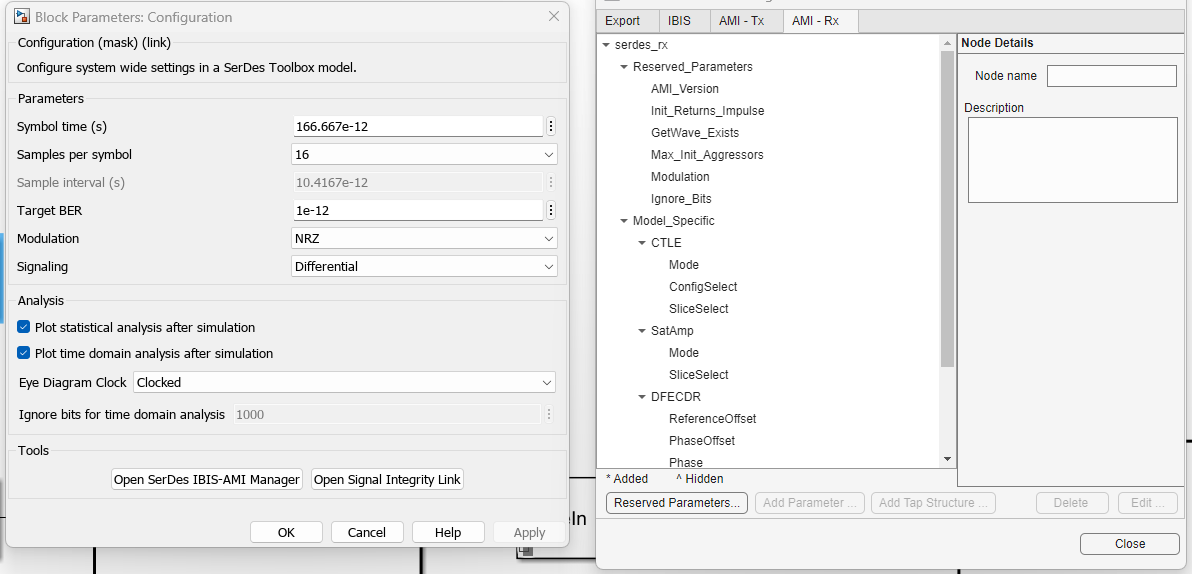 Block Parameters: Configuration
Configuration (mask) (link)
Configure system wide settings in a SerDes Toolbox model.
Parameters
Symbol time (s) 166.667e-12
Samples per symbol 16
Sample interval (s) 10.4167e-12
Target BER 1e-12
Modulation NRZ
Signaling Differential
Analysis
Plot statistical analysis after simulation
Plot time domain analysis after simulation
Eye Diagram Clock Clocked
Ignore bits for time domain analysis 1000
Tools
Open SerDes IBIS-AMI Manager Open Signal Integrity Link
OK Cancel Help Apply
Export IBIS AMI - Tx AMI - Rx
serdes_rx
Reserved_Parameters
AMI_Version
Init_Returns_Impulse
GetWave_Exists
Max_Init_Aggressors
Modulation
Ignore_Bits
Model_Specific
CTLE
Mode
ConfigSelect
SliceSelect
SatAmp
Mode
SliceSelect
DFECDR
ReferenceOffset
PhaseOffset
Phase
Node Details
Node name
Description
* Added ^ Hidden
Reserved Parameters... Add Parameter ... Add Tap Structure ... Delete Edit ...
Close